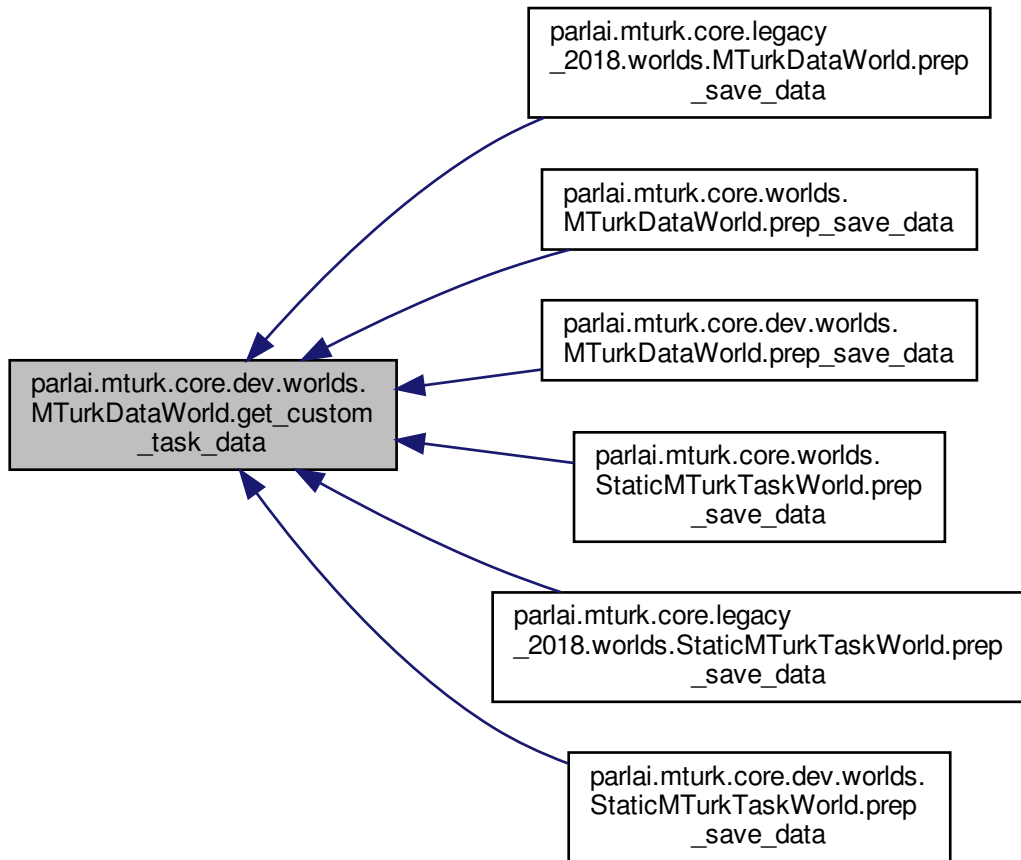 parlai.mturk.core.legacy
_2018.worlds.MTurkDataWorld.prep
_save_data
parlai.mturk.core.worlds.
MTurkDataWorld.prep_save_data
parlai.mturk.core.dev.worlds.
MTurkDataWorld.prep_save_data
parlai.mturk.core.dev.worlds.
MTurkDataWorld.get_custom
_task_data
parlai.mturk.core.worlds.
StaticMTurkTaskWorld.prep
_save_data
parlai.mturk.core.legacy
_2018.worlds.StaticMTurkTaskWorld.prep
_save_data
parlai.mturk.core.dev.worlds.
StaticMTurkTaskWorld.prep
_save_data